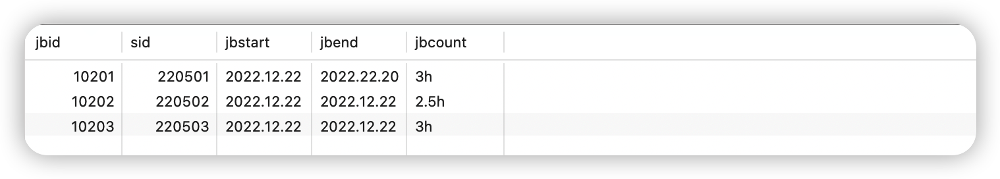 jbid sid jbstart jbend jbcount
10201 220501 2022.12.22 2022.22.20 3h
10202 220502 2022.12.22 2022.12.22 2.5h
10203 220503 2022.12.22 2022.12.22 3h